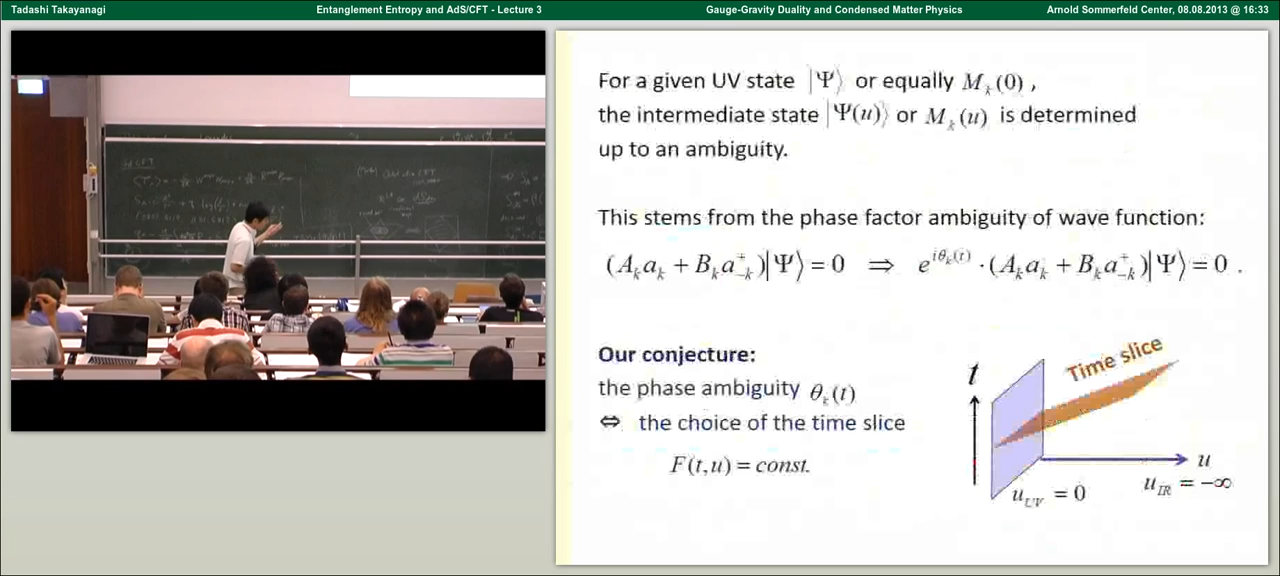 Tadashi Takayanagi
Entanglement Entropy and AdS/CFT - Lecture 3
Gauge-Gravity Duality and Condensed Matter Physics
Arnold Sommerfeld Center, 08.08.2013 @ 16:33
For a given UV state |Ψ⟩ or equally M_k(0) ,
the intermediate state |Ψ(u)⟩ or M_k(u) is determined
up to an ambiguity.
This stems from the phase factor ambiguity of wave function:
(A_k a_k + B_k a^+_{-k})|Ψ⟩ = 0 ⇒ e^{iθ_k(t)} · (A_k a_k + B_k a^+_{-k})|Ψ⟩ = 0 .
Our conjecture:
the phase ambiguity θ_k(t)
⇔ the choice of the time slice
F(t,u) = const.
t
Time slice
u
u_{UV} = 0
u_{IR} = -∞